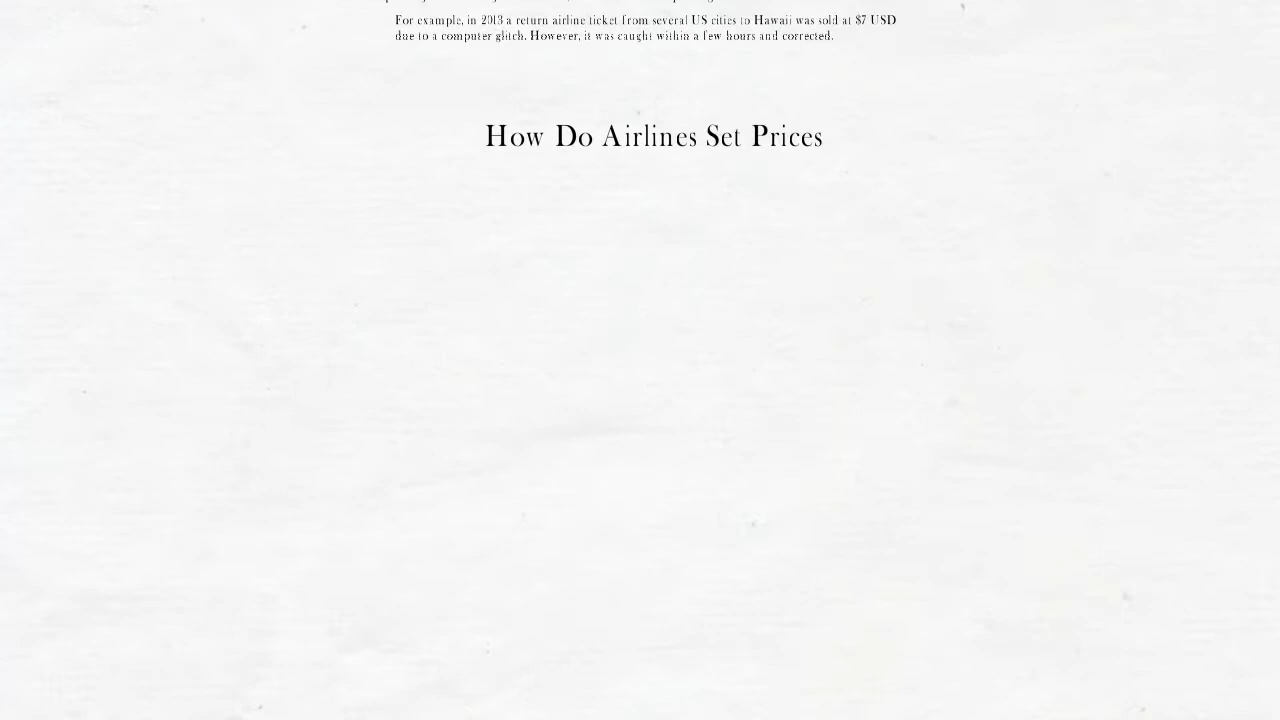 For example, in 2013 a return airline ticket from several US cities to Hawaii was sold at $7 USD
due to a computer glitch. However, it was caught within a few hours and corrected.
How Do Airlines Set Prices